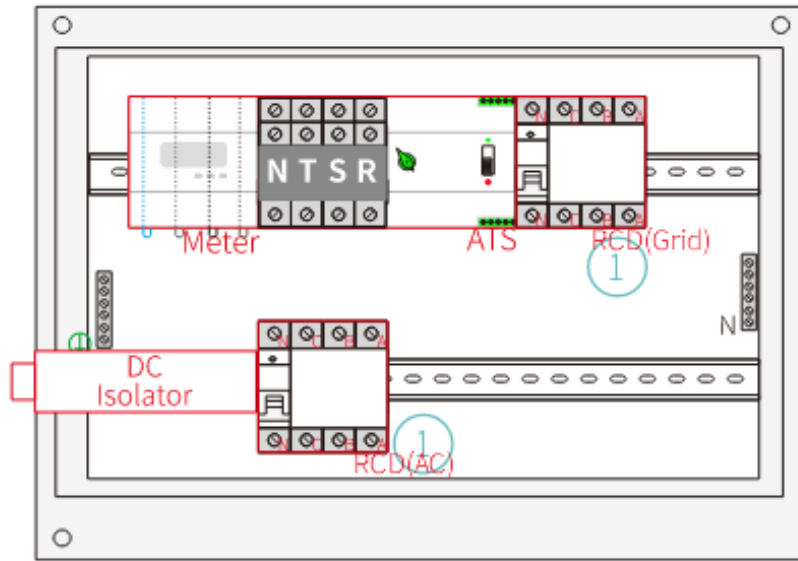 N C B A
N T S R
N C B A
Meter
ATS
RCD(Grid)
1
N
DC
Isolator
N C B A
N C B A
1
RCD(AC)